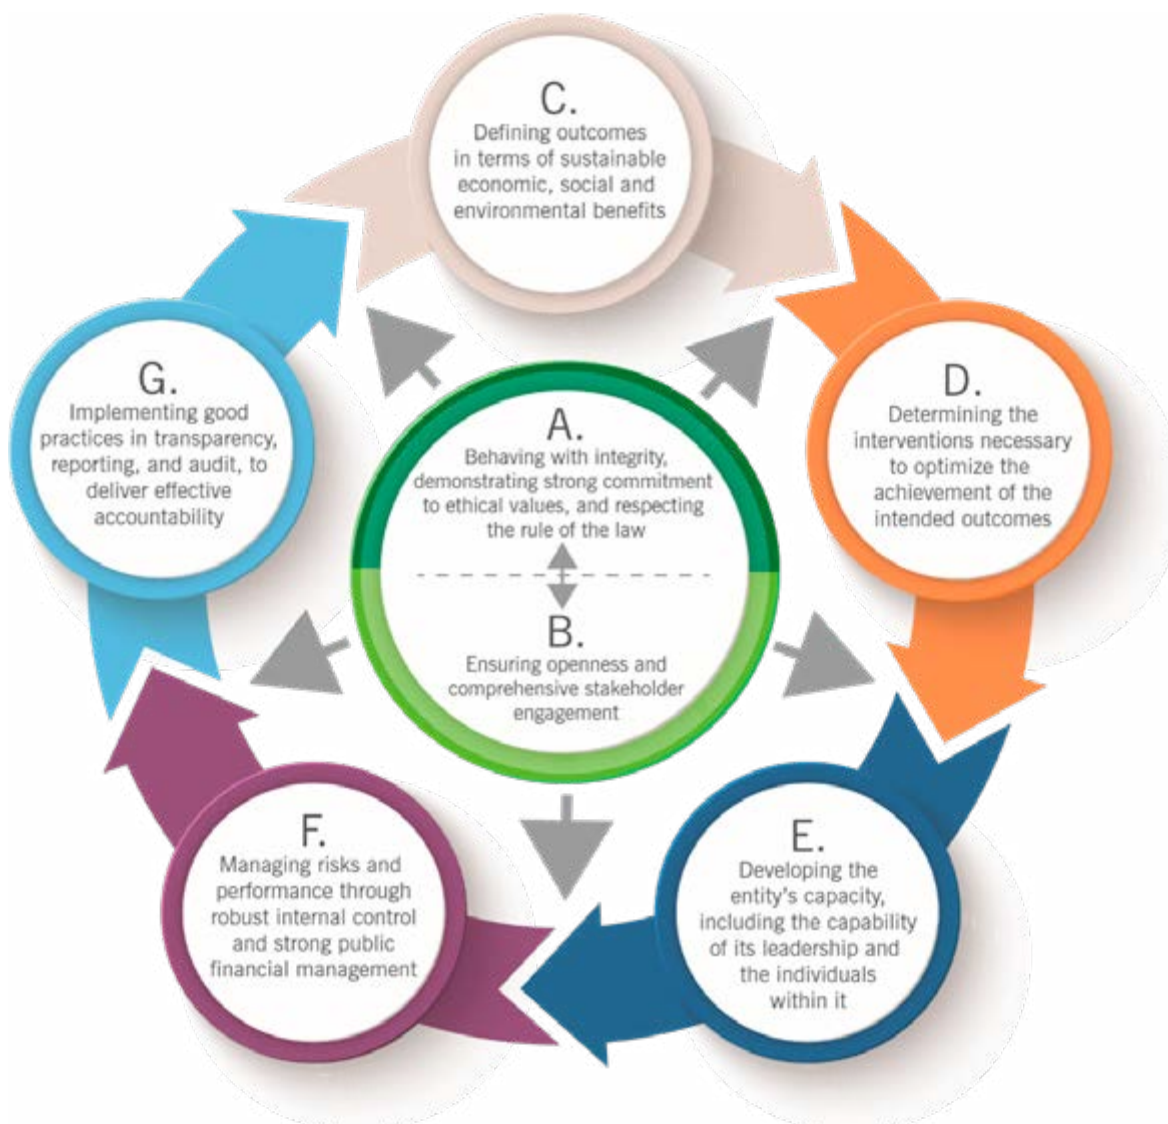 C.
Defining outcomes
in terms of sustainable
economic, social and
environmental benefits
G.
Implementing good
practices in transparency,
reporting, and audit, to
deliver effective
accountability
A.
Behaving with integrity,
demonstrating strong commitment
to ethical values, and respecting
the rule of the law
B.
Ensuring openness and
comprehensive stakeholder
engagement
D.
Determining the
interventions necessary
to optimize the
achievement of the
intended outcomes
F.
Managing risks and
performance through
robust internal control
and strong public
financial management
E.
Developing the
entity's capacity,
including the capability
of its leadership and
the individuals
within it